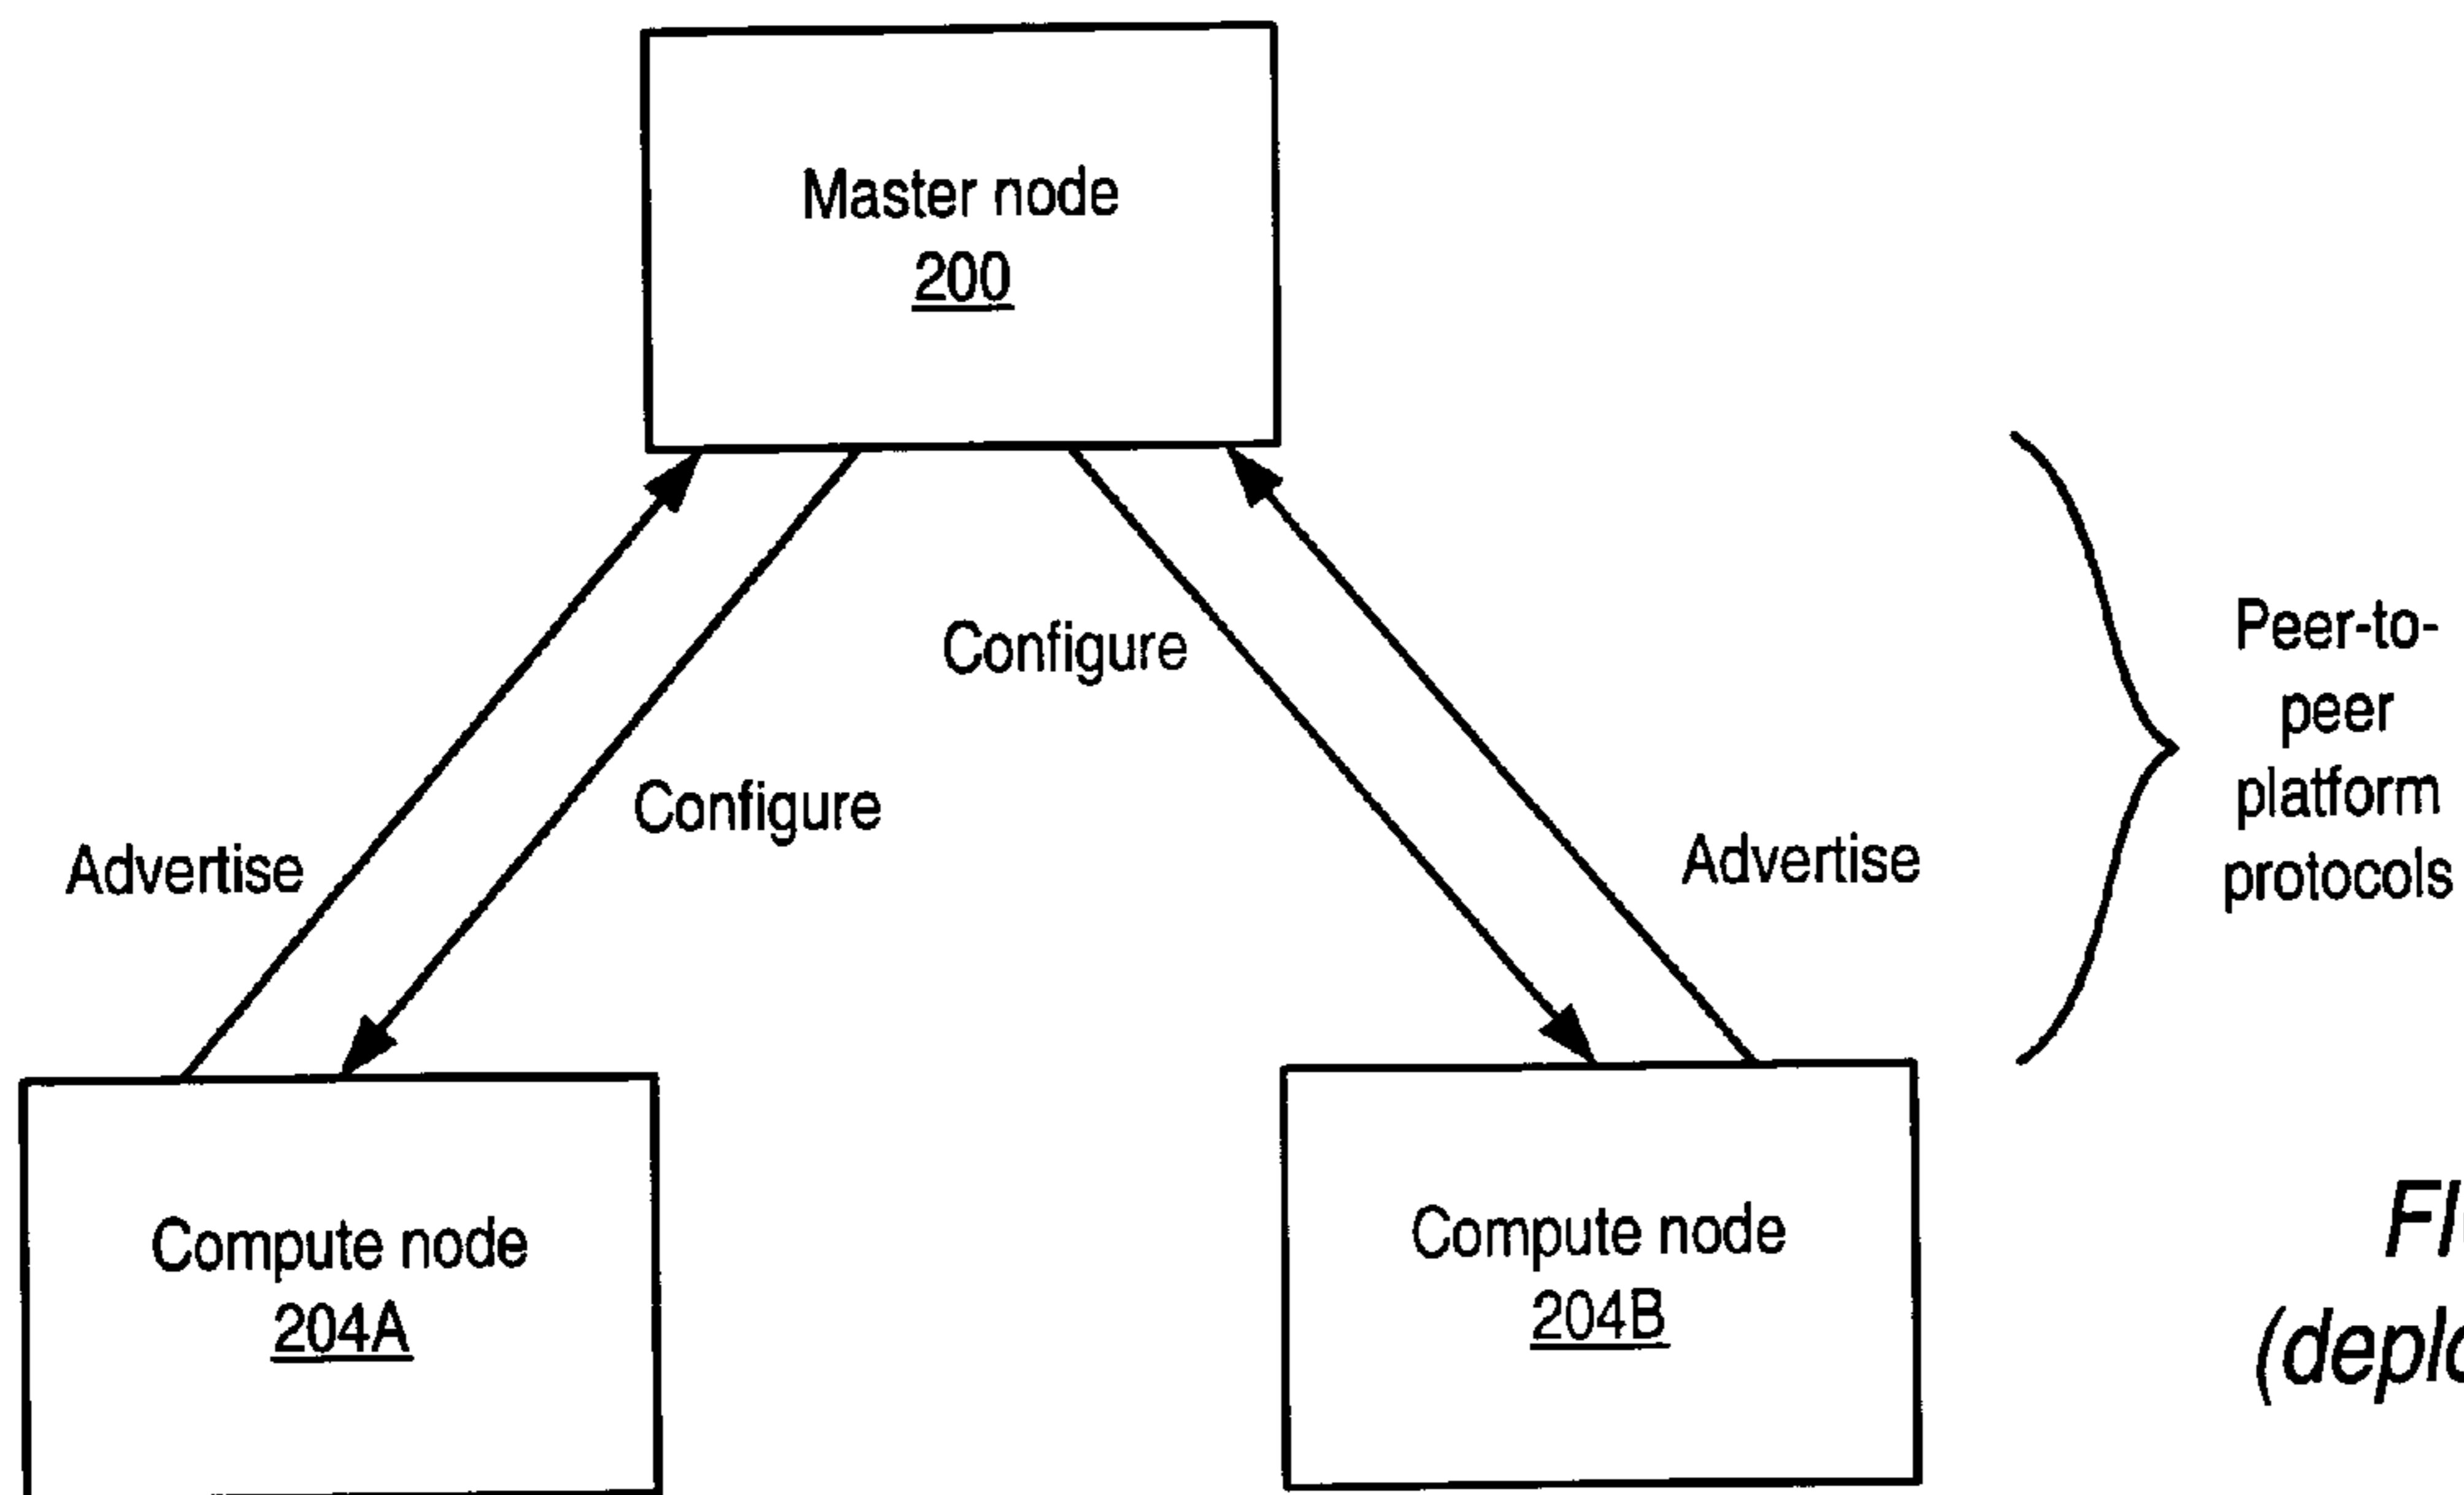 Master node
200
Configure
Configure
Advertise
Advertise
Peer-to-
peer
platform
protocols
Compute node
204A
Compute node
204B